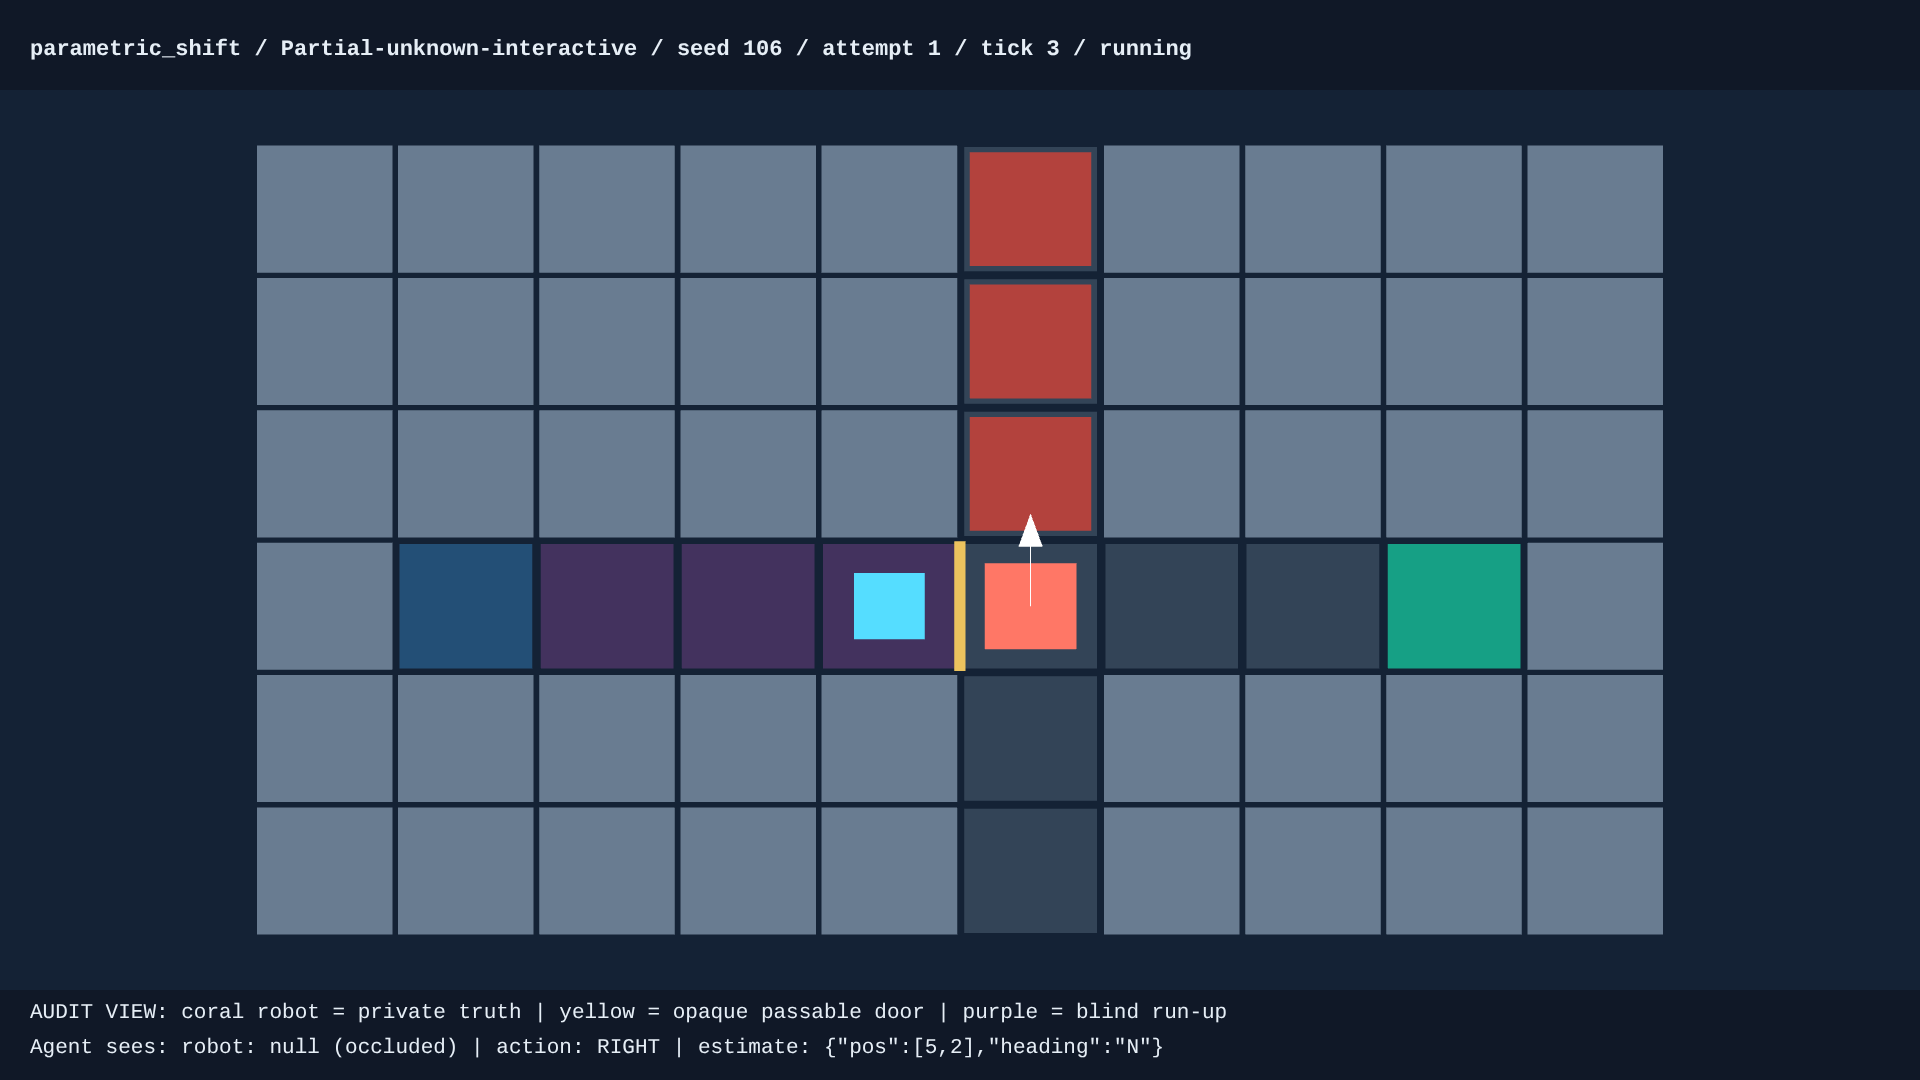 parametric_shift / Partial-unknown-interactive / seed 106 / attempt 1 / tick 3 / running
AUDIT VIEW: coral robot = private truth | yellow = opaque passable door | purple = blind run-up
Agent sees: robot: null (occluded) | action: RIGHT | estimate: {"pos":[5,2],"heading":"N"}